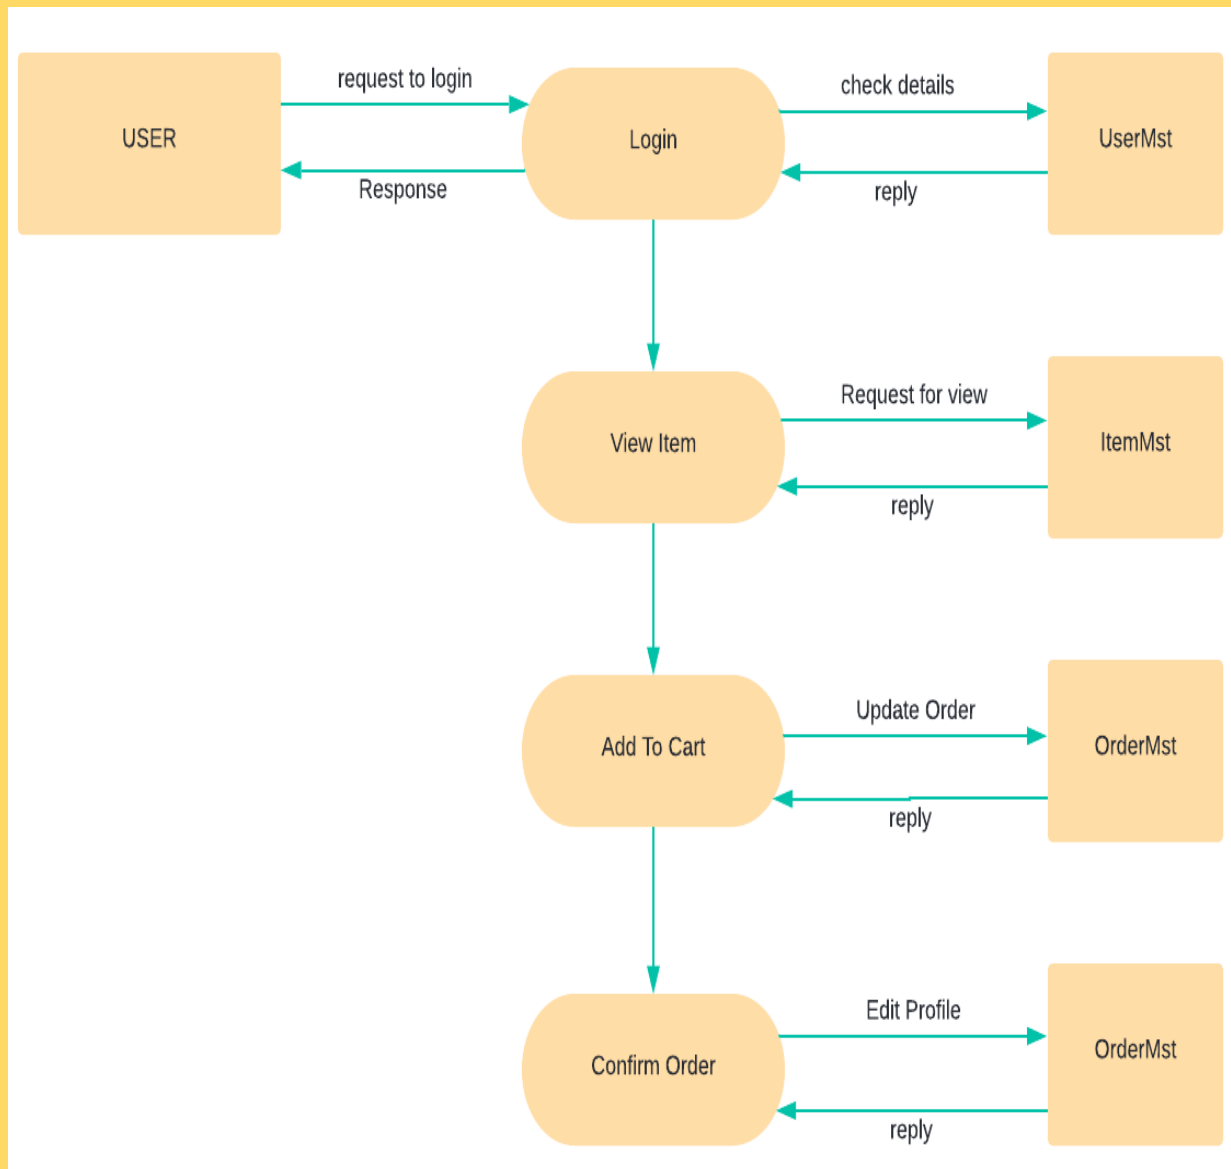 request to login
check details
USER
Login
UserMst
Response
reply
Request for view
View Item
ItemMst
reply
Update Order
Add To Cart
OrderMst
reply
Edit Profile
Confirm Order
OrderMst
reply